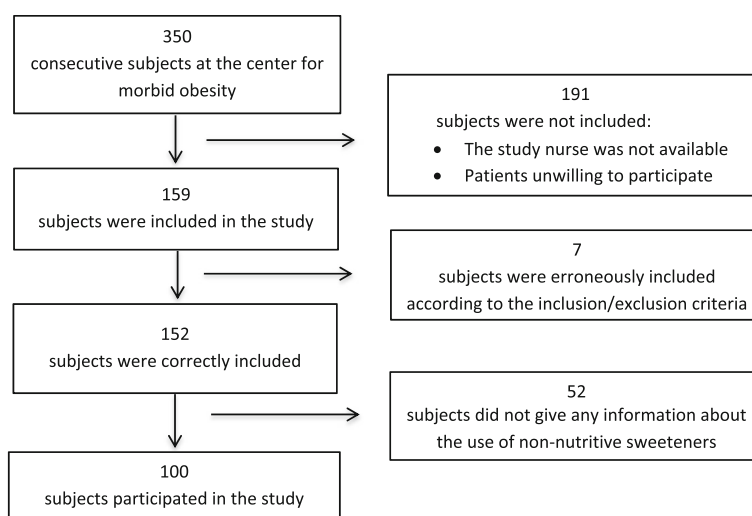 350
consecutive subjects at the center for
morbid obesity
191
subjects were not included:
• The study nurse was not available
• Patients unwilling to participate
159
subjects were included in the study
7
subjects were erroneously included
according to the inclusion/exclusion criteria
152
subjects were correctly included
52
subjects did not give any information about
the use of non-nutritive sweeteners
100
subjects participated in the study